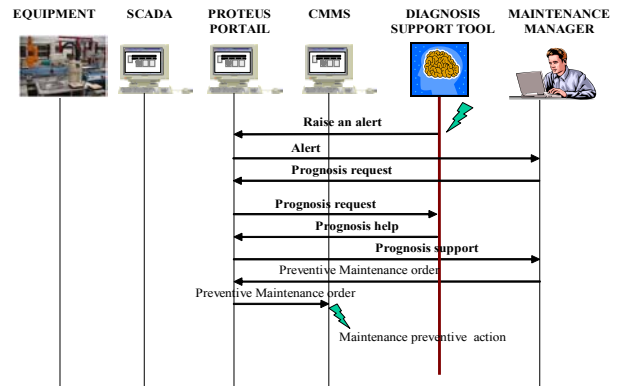 EQUIPMENT
SCADA
PROTEUS
PORTAIL
CMMS
DIAGNOSIS
SUPPORT TOOL
MAINTENANCE
MANAGER
Raise an alert
Alert
Prognosis request
Prognosis request
Prognosis help
Prognosis support
Preventive Maintenance order
Preventive Maintenance order
Maintenance preventive action